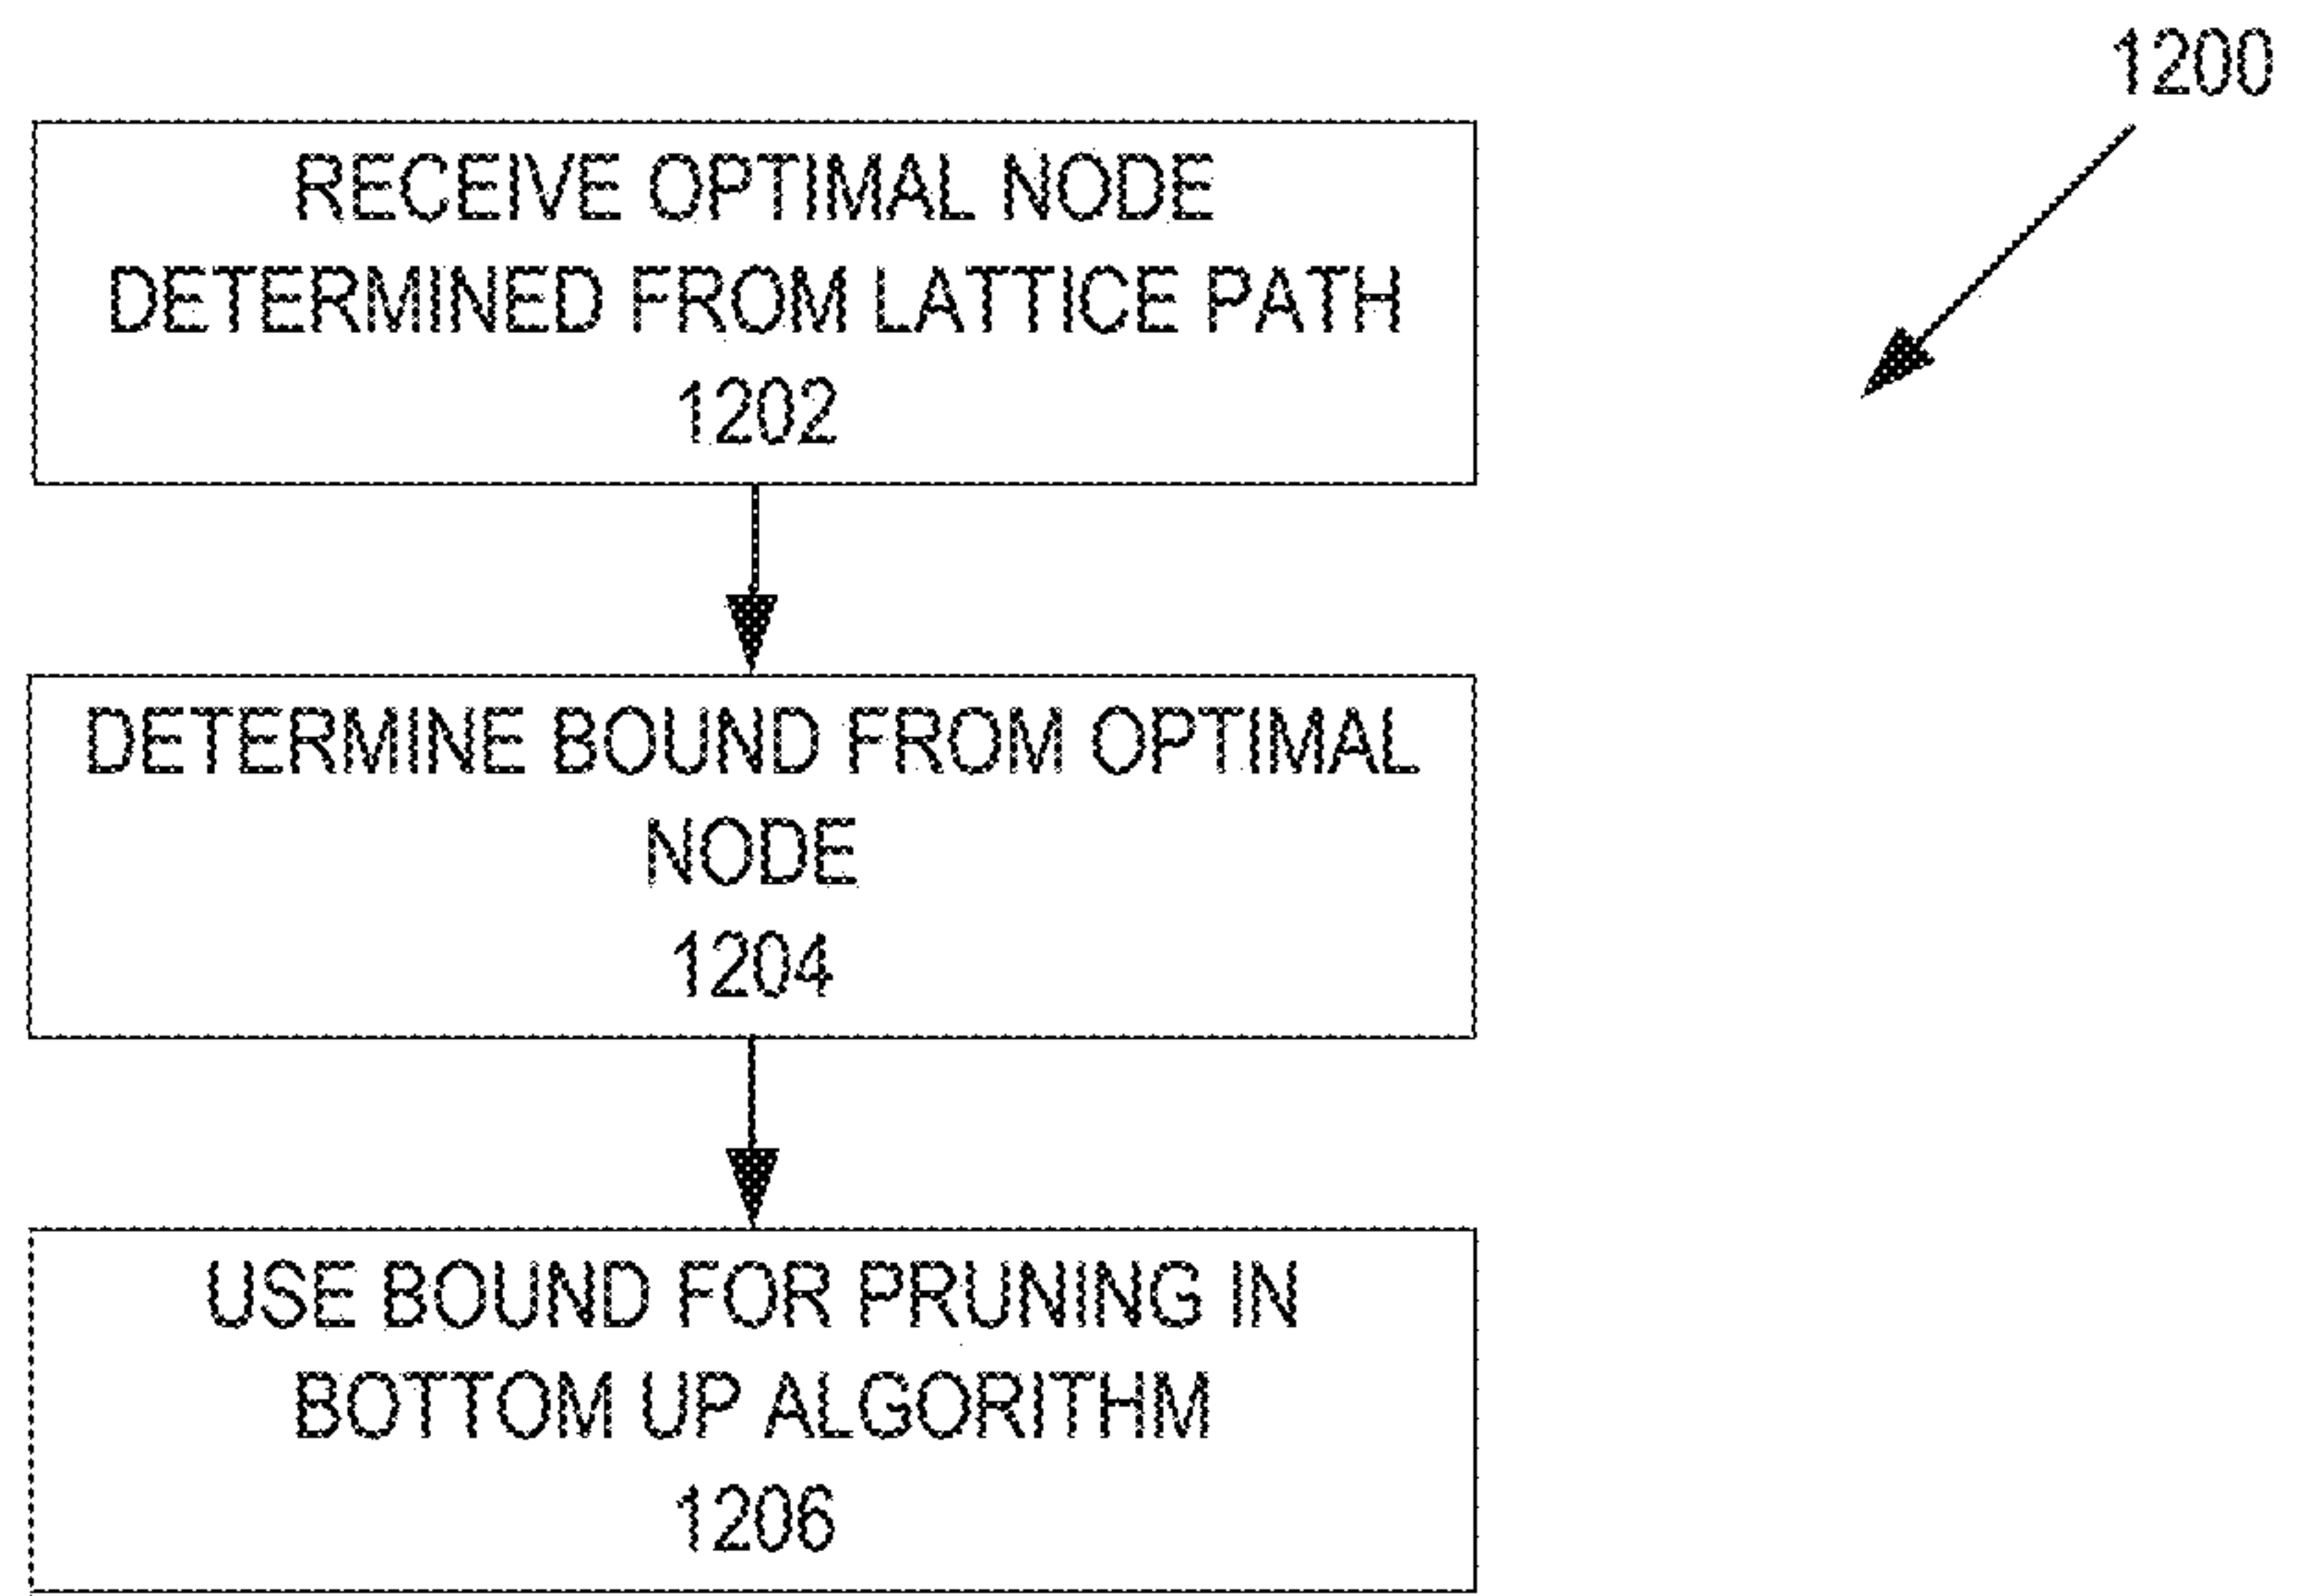 1200
RECEIVE OPTIMAL NODE
DETERMINED FROM LATTICE PATH
1202
DETERMINE BOUND FROM OPTIMAL
NODE
1204
USE BOUND FOR PRUNING IN
BOTTOM UP ALGORITHM
1206